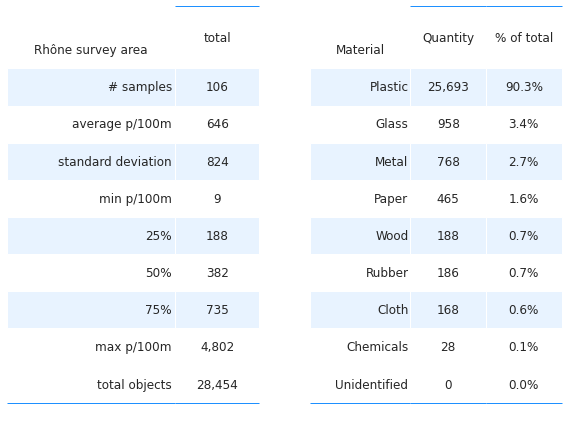 Rhône survey area total
# samples 106
average p/100m 646
standard deviation 824
min p/100m 9
25% 188
50% 382
75% 735
max p/100m 4,802
total objects 28,454
Material Quantity % of total
Plastic 25,693 90.3%
Glass 958 3.4%
Metal 768 2.7%
Paper 465 1.6%
Wood 188 0.7%
Rubber 186 0.7%
Cloth 168 0.6%
Chemicals 28 0.1%
Unidentified 0 0.0%